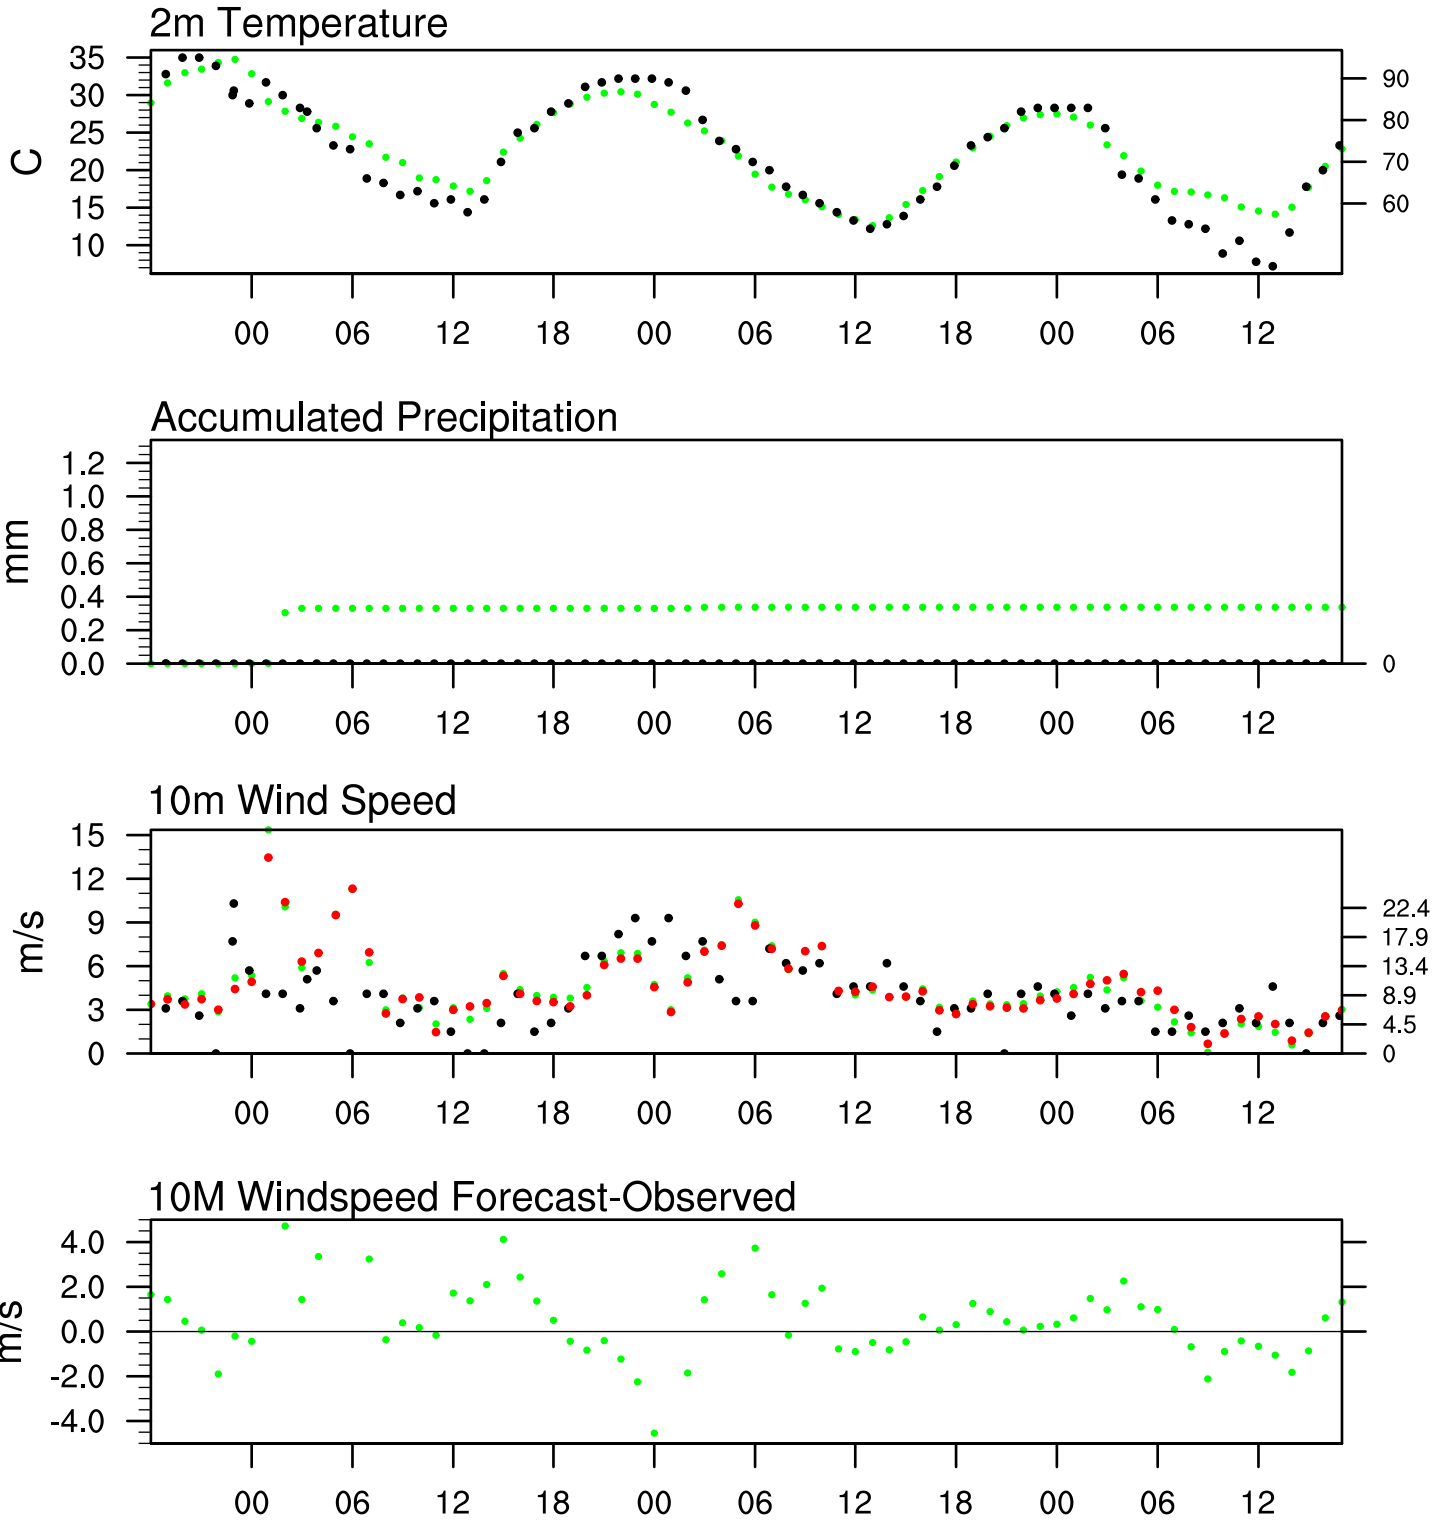 2m Temperature
35
30
25
20
15
10
C
90
80
70
60
00 06 12 18 00 06 12 18 00 06 12
Accumulated Precipitation
1.2
1.0
0.8
0.6
0.4
0.2
0.0
mm
0
00 06 12 18 00 06 12 18 00 06 12
10m Wind Speed
15
12
9
6
3
0
m/s
22.4
17.9
13.4
8.9
4.5
0
00 06 12 18 00 06 12 18 00 06 12
10M Windspeed Forecast-Observed
4.0
2.0
0.0
-2.0
-4.0
m/s
00 06 12 18 00 06 12 18 00 06 12